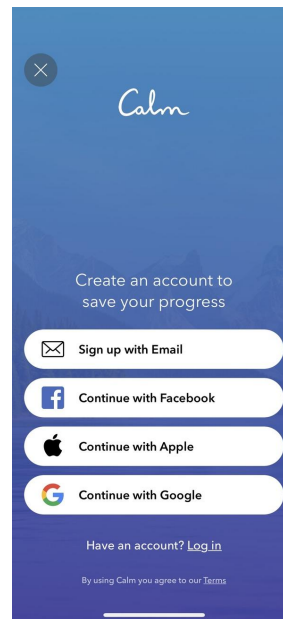 Calm
Create an account to
save your progress
Sign up with Email
Continue with Facebook
Continue with Apple
Continue with Google
Have an account? Log in
By using Calm you agree to our Terms